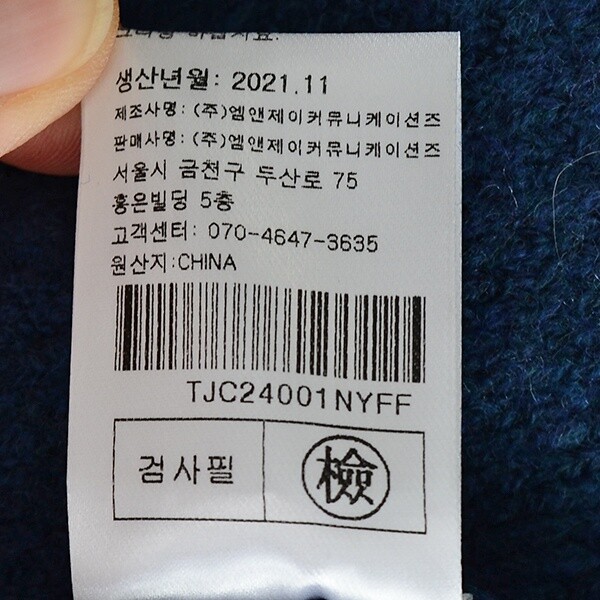 생산년월: 2021.11
제조사명: (주)엠앤제이커뮤니케이션즈
판매사명: (주)엠앤제이커뮤니케이션즈
서울시 금천구 두산로 75
홍은빌딩 5층
고객센터: 070-4647-3635
원산지:CHINA
TJC24001NYFF
검사필 檢